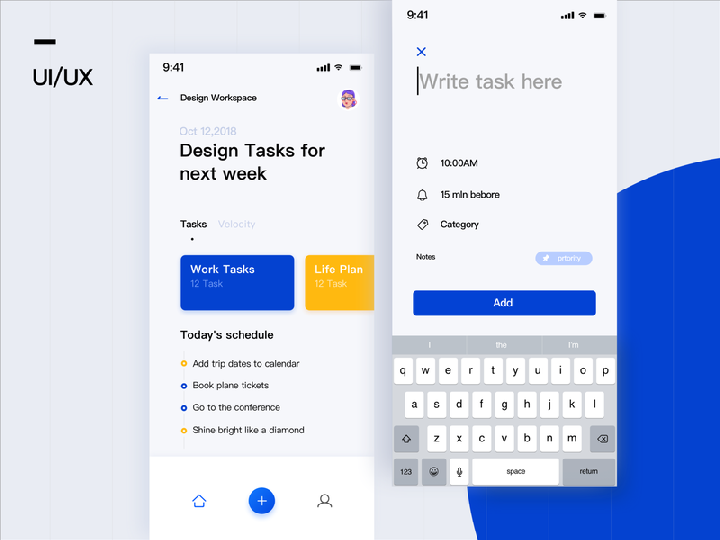 UI/UX
9:41
Design Workspace
Oct 12,2018
Design Tasks for
next week
Tasks Volocity
Work Tasks
12 Task
Life Plan
12 Task
Today's schedule
Add trip dates to calendar
Book plane tickets
Go to the conference
Shine bright like a diamond
9:41
Write task here
10.00AM
15 min bebore
Category
Notes
priority
Add
I the I'm
q w e r t y u i o p
a s d f g h j k l
z x c v b n m
123 space return